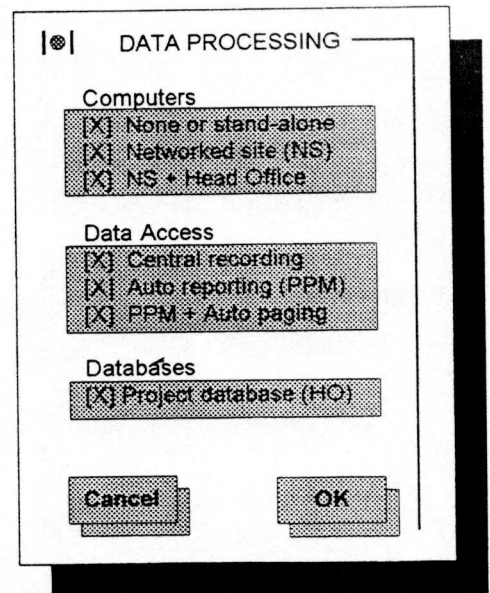 DATA PROCESSING
Computers
[X] None or stand-alone
[X] Networked site (NS)
[X] NS + Head Office
Data Access
[X] Central recording
[X] Auto reporting (PPM)
[X] PPM + Auto paging
Databases
[X] Project database (HO)
Cancel OK